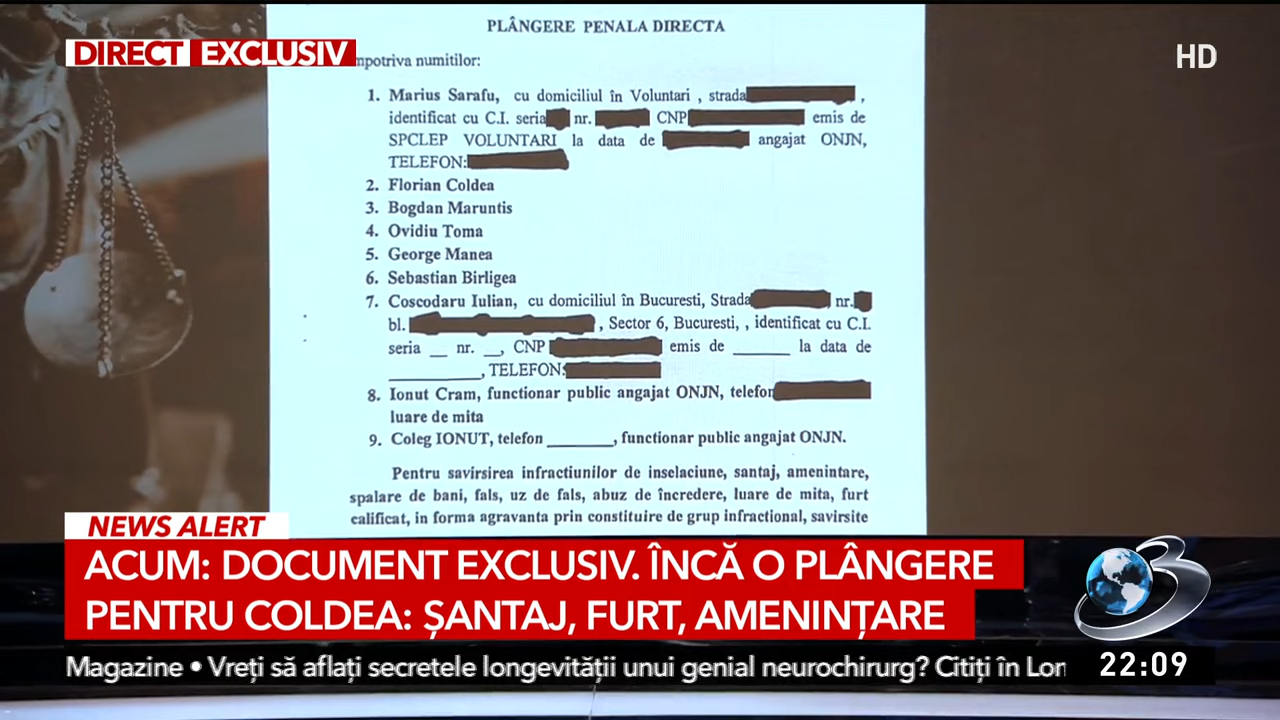 PLÂNGERE PENALA DIRECTA
DIRECT EXCLUSIV
HD
mpotriva numitilor:
1. Marius Sarafu, cu domiciliul în Voluntari , strada ,
identificat cu C.I. seria nr. CNP emis de
SPCLEP VOLUNTARI la data de angajat ONJN,
TELEFON:
2. Florian Coldea
3. Bogdan Maruntis
4. Ovidiu Toma
5. George Manea
6. Sebastian Birligea
7. Coscodaru Iulian, cu domiciliul în Bucuresti, Strada nr.
bl. , Sector 6, Bucuresti, , identificat cu C.I.
seria __ nr. __, CNP emis de ______ la data de
__________, TELEFON:
8. Ionut Cram, functionar public angajat ONJN, telefon
luare de mita
9. Coleg IONUT, telefon _______, functionar public angajat ONJN.
Pentru savirsirea infractiunilor de inselaciune, santaj, amenintare,
spalare de bani, fals, uz de fals, abuz de încredere, luare de mita, furt
calificat, in forma agravanta prin constituire de grup infractional, savirsite
NEWS ALERT
ACUM: DOCUMENT EXCLUSIV. ÎNCĂ O PLÂNGERE
PENTRU COLDEA: ȘANTAJ, FURT, AMENINȚARE
3
Magazine • Vreți să aflați secretele longevității unui genial neurochirurg? Citiți în Lon
22:09